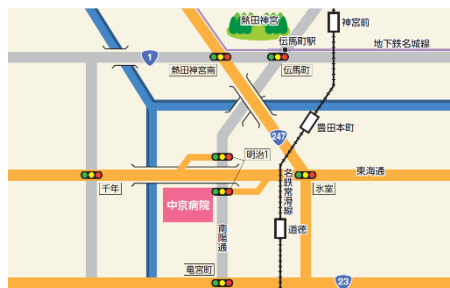 熱田神宮
神宮前
伝馬町駅
地下鉄名城線
1
熱田神宮南
伝馬町
豊田本町
247
明治1
名鉄常滑線
東海通
千年
氷室
中京病院
南陽通
道徳
竜宮町
23